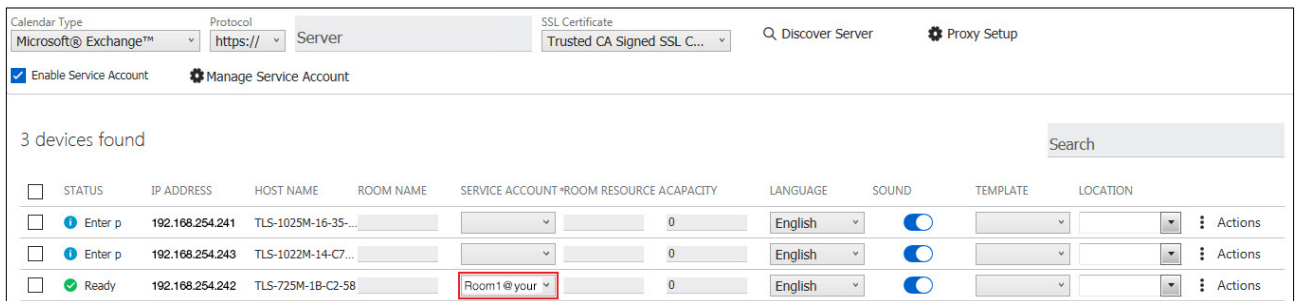 Calendar Type Protocol SSL Certificate
Microsoft® Exchange™ https:// Server Trusted CA Signed SSL C... Discover Server Proxy Setup
Enable Service Account Manage Service Account
3 devices found
Search
STATUS IP ADDRESS HOST NAME ROOM NAME SERVICE ACCOUNT *ROOM RESOURCE ACAPACITY LANGUAGE SOUND TEMPLATE LOCATION
Enter p 192.168.254.241 TLS-1025M-16-35-... 0 English Actions
Enter p 192.168.254.243 TLS-1022M-14-C7... 0 English Actions
Ready 192.168.254.242 TLS-725M-1B-C2-58 Room1@your 0 English Actions